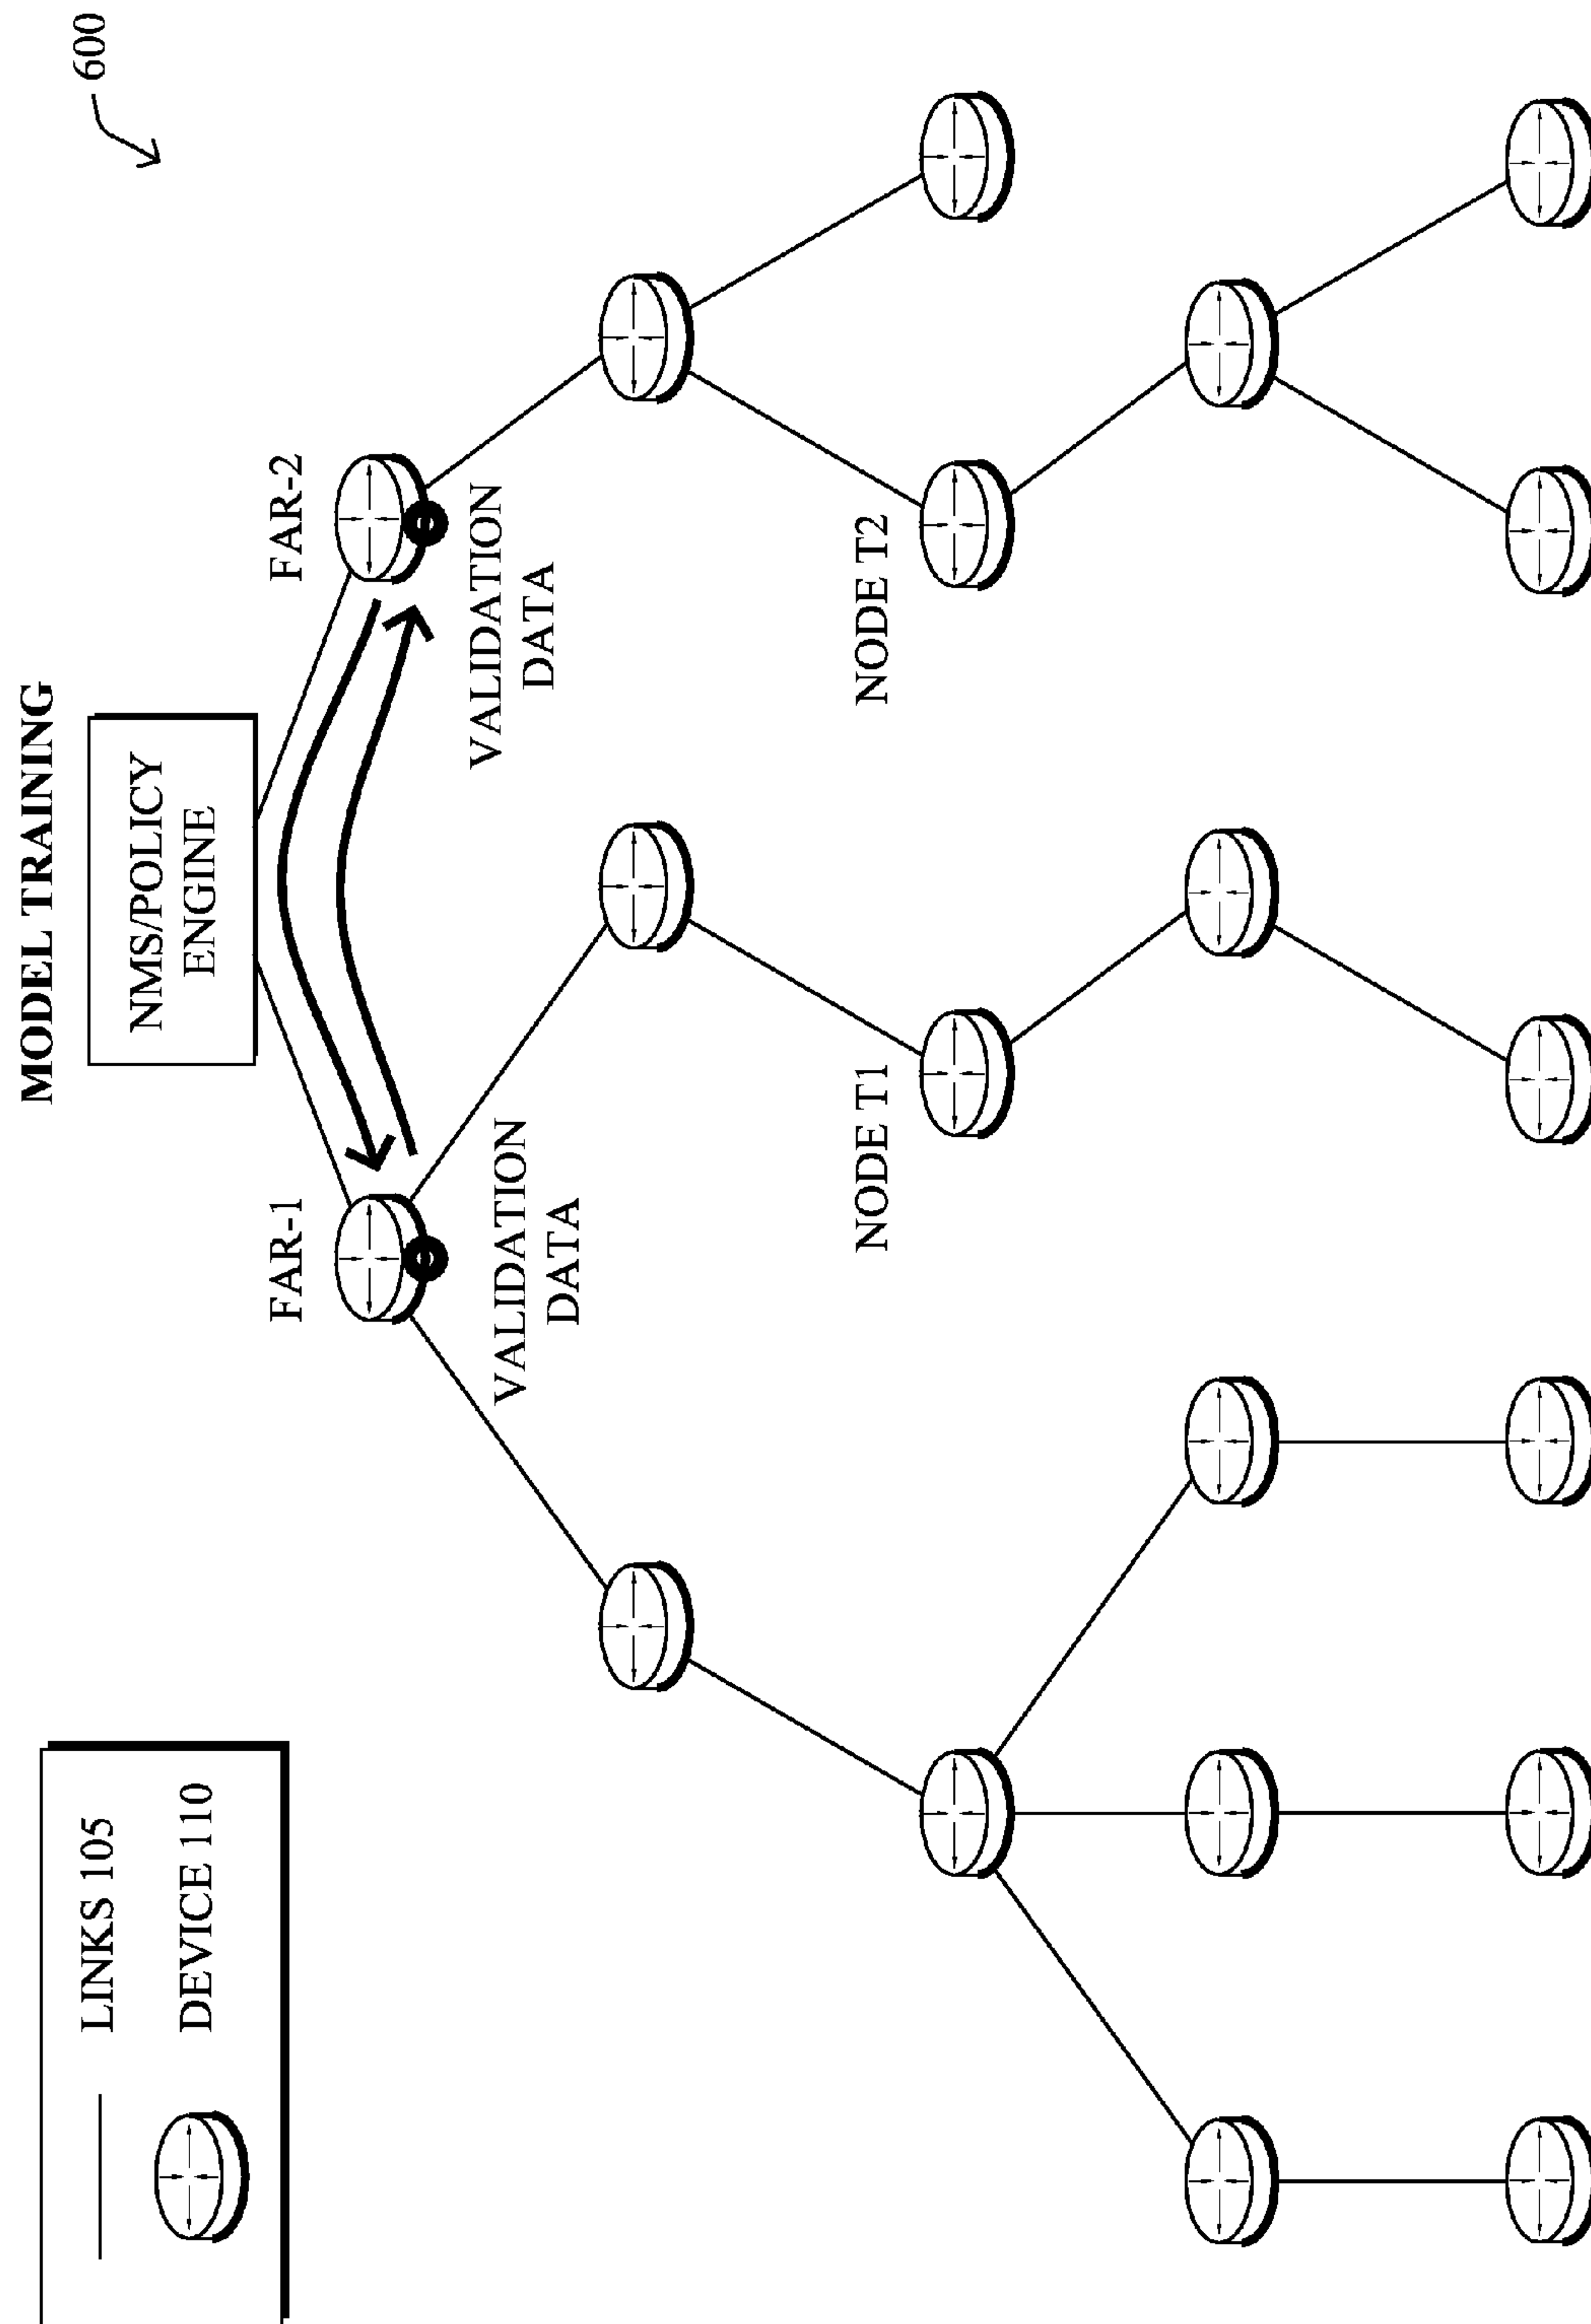 LINKS 105
DEVICE 110
MODEL TRAINING
600
NMS/POLICY
ENGINE
FAR-1
FAR-2
VALIDATION
DATA
VALIDATION
DATA
NODE T1
NODE T2